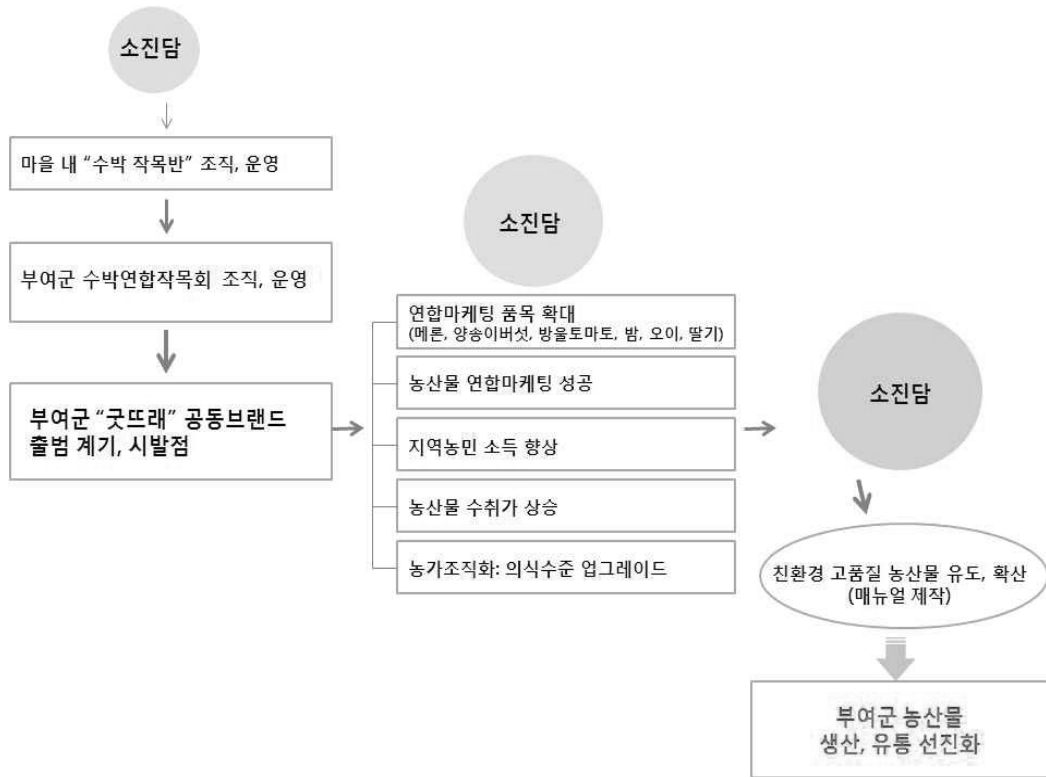 소진담
마을 내 “수박 작목반” 조직, 운영
부여군 수박연합작목회 조직, 운영
부여군 “굿뜨래” 공동브랜드
출범 계기, 시발점
소진담
연합마케팅 품목 확대
(메론, 양송이버섯, 방울토마토, 밤, 오이, 딸기)
농산물 연합마케팅 성공
지역농민 소득 향상
농산물 수취가 상승
농가조직화: 의식수준 업그레이드
소진담
친환경 고품질 농산물 유도, 확산
(매뉴얼 제작)
부여군 농산물
생산, 유통 선진화